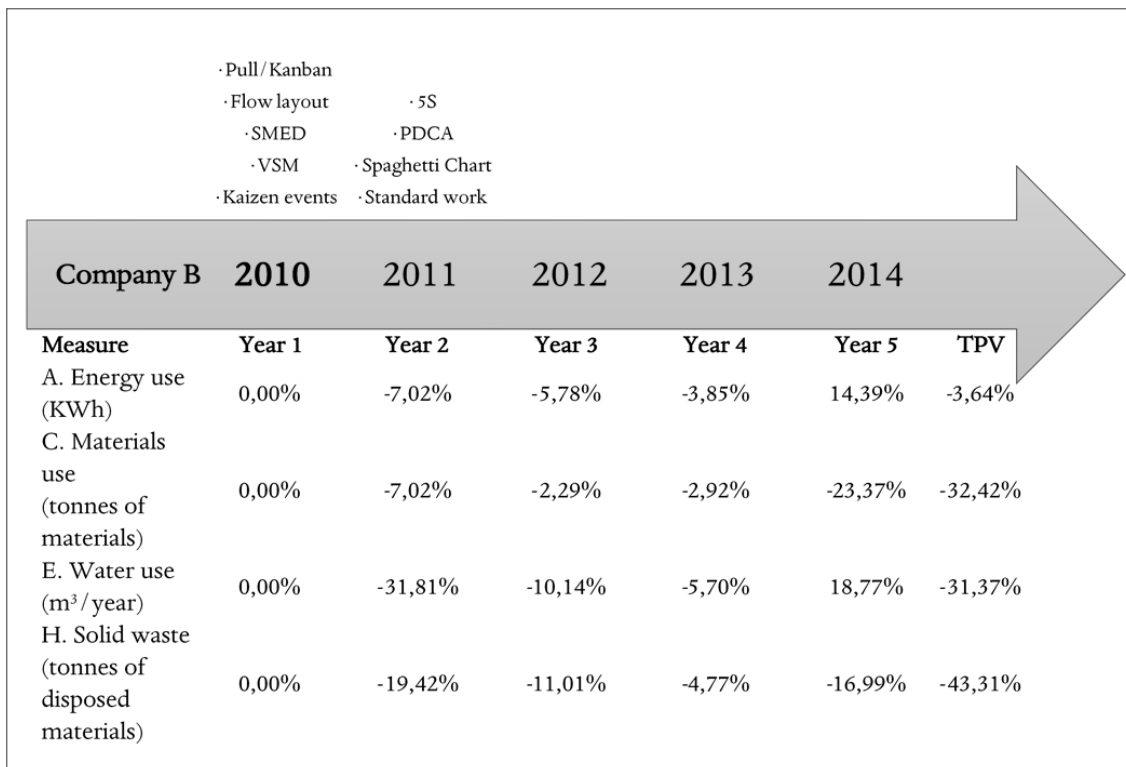 ·Pull/Kanban
·Flow layout ·5S
·SMED ·PDCA
·VSM ·Spaghetti Chart
·Kaizen events ·Standard work
Company B 2010 2011 2012 2013 2014
Measure Year 1 Year 2 Year 3 Year 4 Year 5 TPV
A. Energy use
(KWh) 0,00% -7,02% -5,78% -3,85% 14,39% -3,64%
C. Materials
use
(tonnes of
materials) 0,00% -7,02% -2,29% -2,92% -23,37% -32,42%
E. Water use
(m³/year) 0,00% -31,81% -10,14% -5,70% 18,77% -31,37%
H. Solid waste
(tonnes of
disposed
materials) 0,00% -19,42% -11,01% -4,77% -16,99% -43,31%